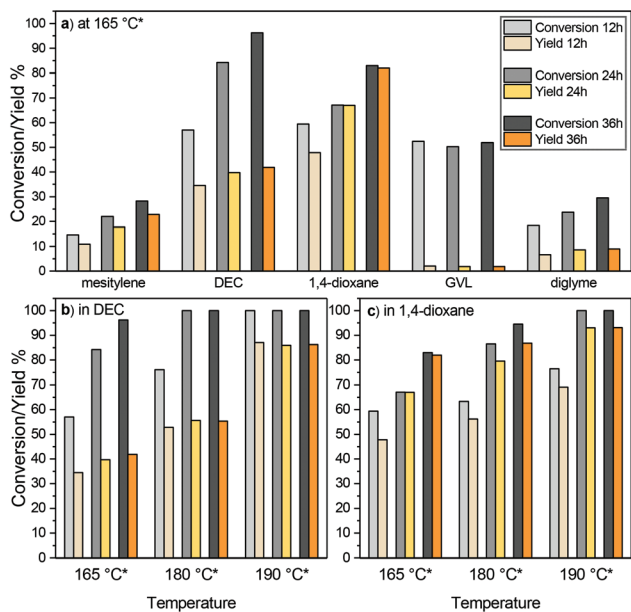 a) at 165 °C*
Conversion 12h
Yield 12h
Conversion 24h
Yield 24h
Conversion 36h
Yield 36h
Conversion/Yield %
100
90
80
70
60
50
40
30
20
10
0
mesitylene DEC 1,4-dioxane GVL diglyme
b) in DEC
Conversion/Yield %
100
90
80
70
60
50
40
30
20
10
0
165 °C* 180 °C* 190 °C*
Temperature
c) in 1,4-dioxane
100
90
80
70
60
50
40
30
20
10
0
165 °C* 180 °C* 190 °C*
Temperature